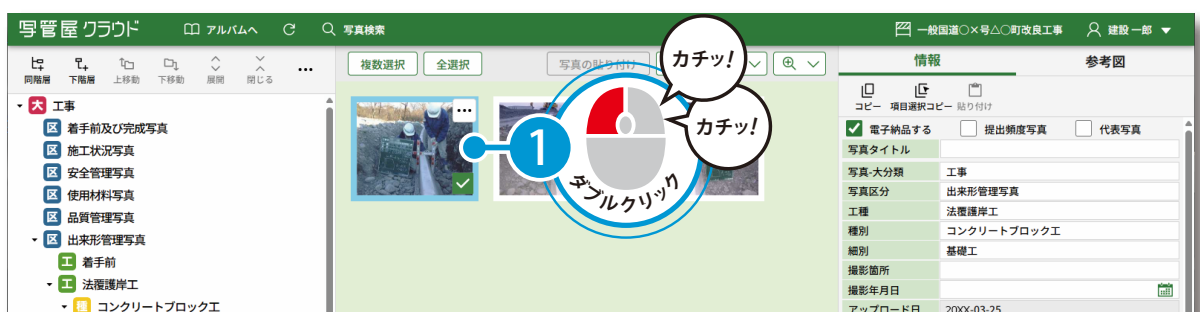 写管屋クラウド
アルバムへ
写真検索
一般国道○×号△○町改良工事
建設 一郎
同階層
下階層
上移動
下移動
展開
閉じる
複数選択
全選択
写真の貼り付け
情報
参考図
大 工事
区 着手前及び完成写真
区 施工状況写真
区 安全管理写真
区 使用材料写真
区 品質管理写真
区 出来形管理写真
工 着手前
工 法覆護岸工
種 コンクリートブロック工
1
カチッ!
カチッ!
ダブルクリック
コピー
項目選択コピー
貼り付け
電子納品する
提出頻度写真
代表写真
写真タイトル
写真-大分類 工事
写真区分 出来形管理写真
工種 法覆護岸工
種別 コンクリートブロック工
細別 基礎工
撮影箇所
撮影年月日
アップロード日 20XX-03-25